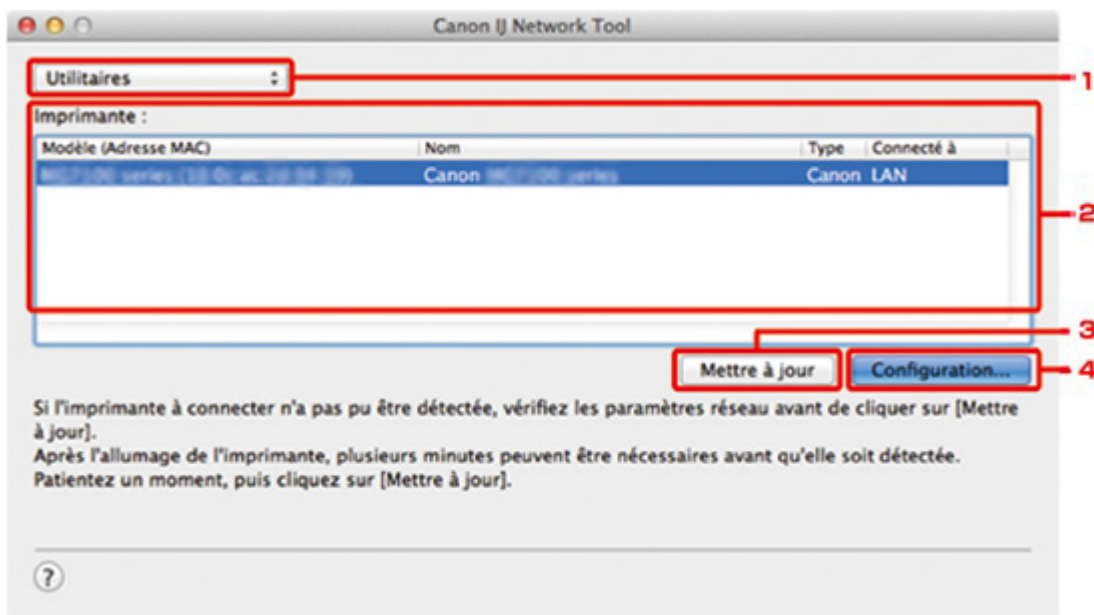 Canon IJ Network Tool
Utilitaires
1
Imprimante :
Modèle (Adresse MAC) Nom Type Connecté à
Canon Canon LAN
2
3
Mettre à jour Configuration...
4
Si l'imprimante à connecter n'a pas pu être détectée, vérifiez les paramètres réseau avant de cliquer sur [Mettre
à jour].
Après l'allumage de l'imprimante, plusieurs minutes peuvent être nécessaires avant qu'elle soit détectée.
Patientez un moment, puis cliquez sur [Mettre à jour].
?